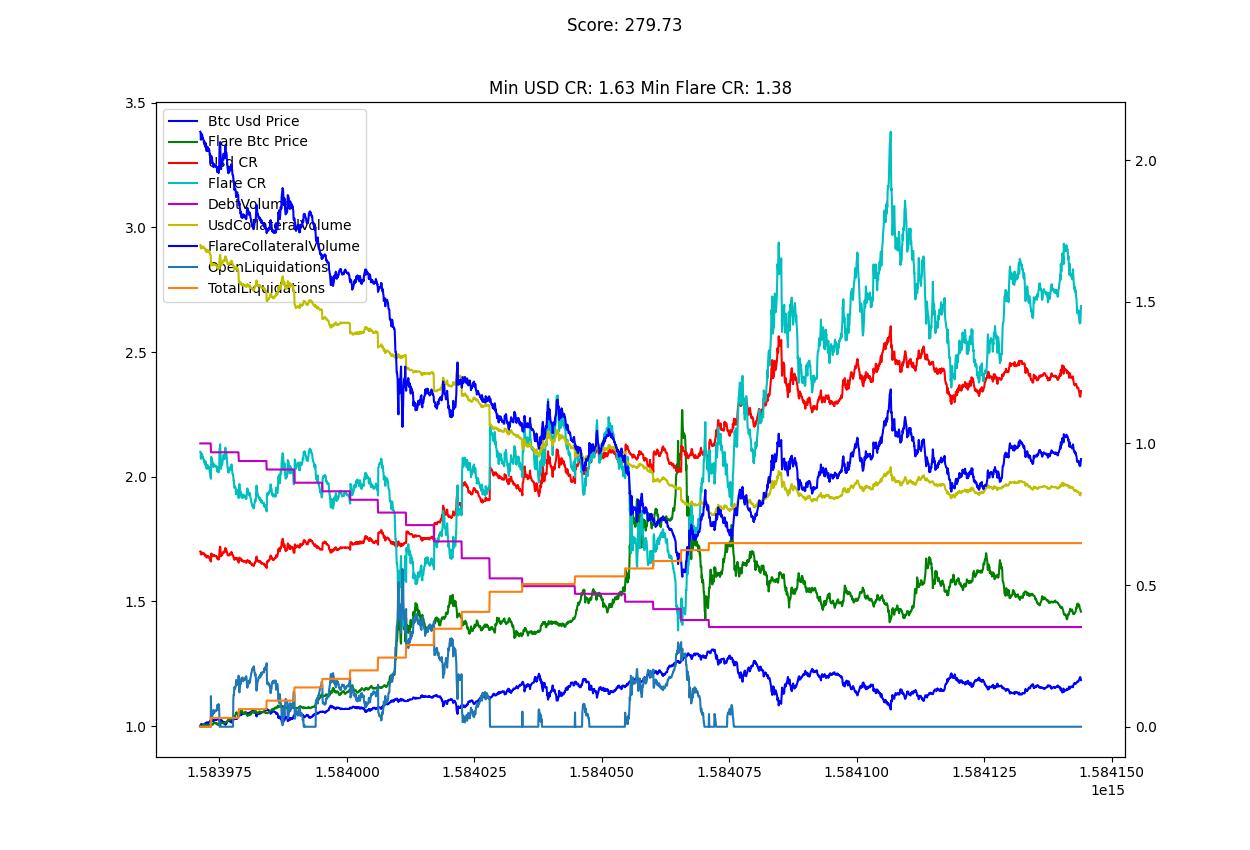 Score: 279.73
Min USD CR: 1.63 Min Flare CR: 1.38
3.5
3.0
2.5
2.0
1.5
1.0
Btc Usd Price
Flare Btc Price
Usd CR
Flare CR
DebtVolume
UsdCollateralVolume
FlareCollateralVolume
OpenLiquidations
TotalLiquidations
2.0
1.5
1.0
0.5
0.0
1.583975 1.584000 1.584025 1.584050 1.584075 1.584100 1.584125 1.584150
1e15